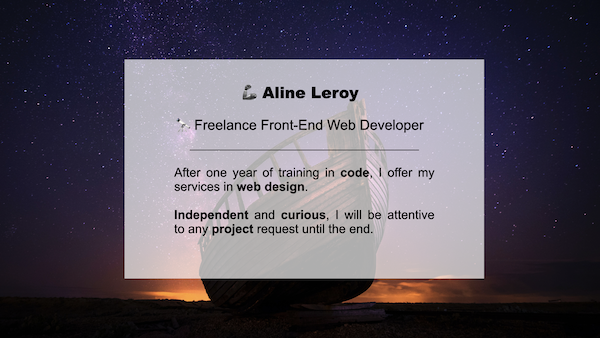 Aline Leroy
Freelance Front-End Web Developer
After one year of training in code, I offer my
services in web design.
Independent and curious, I will be attentive
to any project request until the end.